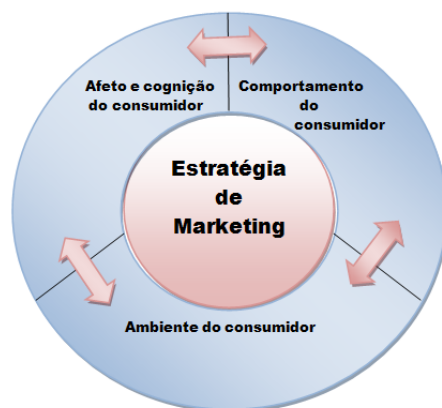 Afeto e cognição
do consumidor
Comportamento
do
consumidor
Estratégia
de
Marketing
Ambiente do consumidor